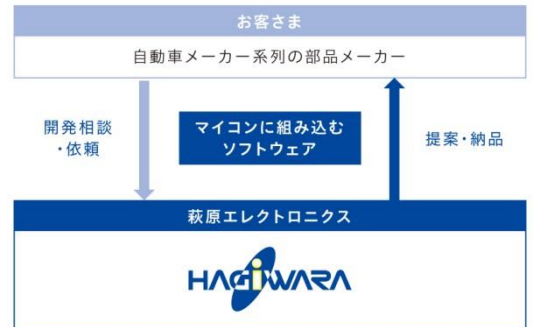 お客さま
自動車メーカー系列の部品メーカー
開発相談
・依頼
マイコンに組み込む
ソフトウェア
提案・納品
萩原エレクトロニクス
HAGIWARA